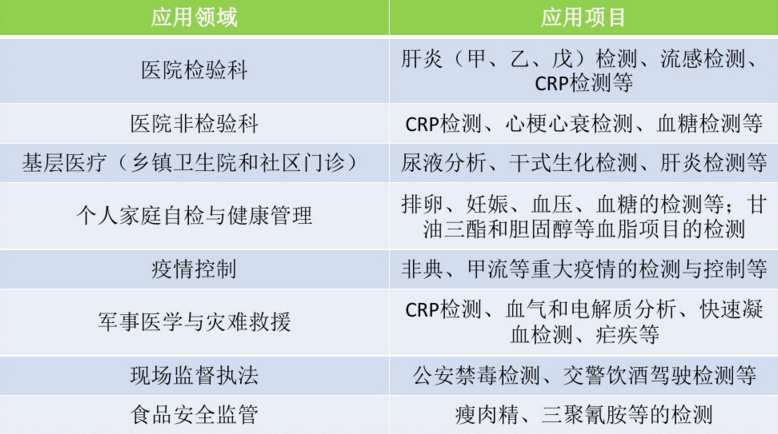 应用领域 应用项目
医院检验科 肝炎（甲、乙、戊）检测、流感检测、
CRP检测等
医院非检验科 CRP检测、心梗心衰检测、血糖检测等
基层医疗（乡镇卫生院和社区门诊） 尿液分析、干式生化检测、肝炎检测等
个人家庭自检与健康管理 排卵、妊娠、血压、血糖的检测等；甘
油三酯和胆固醇等血脂项目的检测
疫情控制 非典、甲流等重大疫情的检测与控制等
军事医学与灾难救援 CRP检测、血气和电解质分析、快速凝
血检测、疟疾等
现场监督执法 公安禁毒检测、交警饮酒驾驶检测等
食品安全监管 瘦肉精、三聚氰胺等的检测